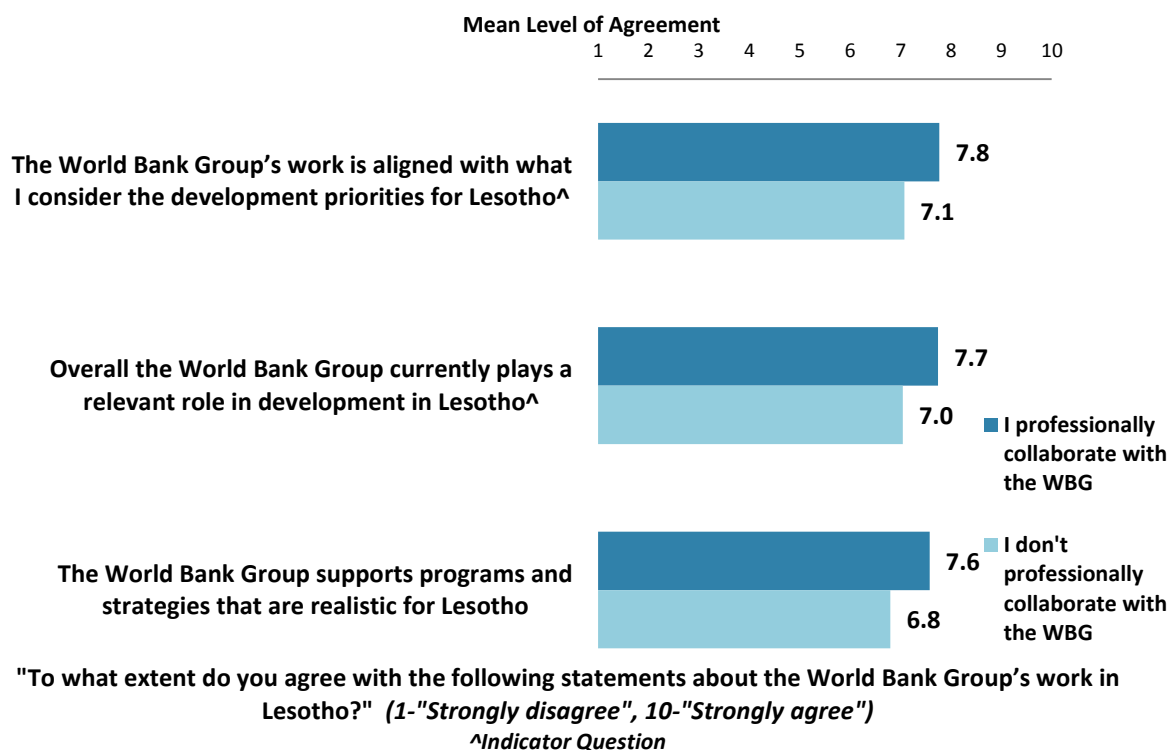 Mean Level of Agreement
1 2 3 4 5 6 7 8 9 10
The World Bank Group’s work is aligned with what
I consider the development priorities for Lesotho^
7.8
7.1
Overall the World Bank Group currently plays a
relevant role in development in Lesotho^
7.7
7.0
I professionally
collaborate with
the WBG
The World Bank Group supports programs and
strategies that are realistic for Lesotho
7.6
6.8
I don't
professionally
collaborate with
the WBG
"To what extent do you agree with the following statements about the World Bank Group’s work in
Lesotho?" (1-"Strongly disagree", 10-"Strongly agree")
^Indicator Question